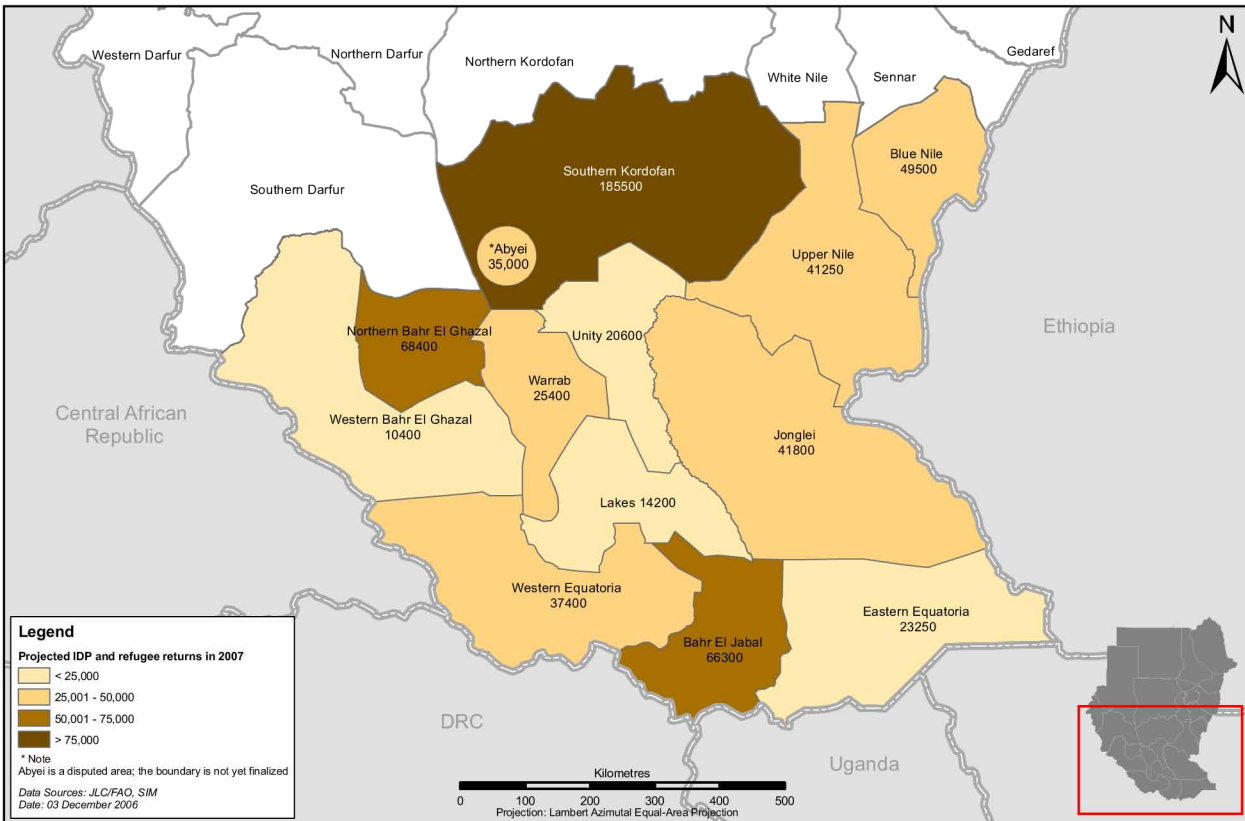 N
Western Darfur
Northern Darfur
Northern Kordofan
White Nile
Sennar
Gedaref
Blue Nile
49500
Southern Kordofan
185500
Southern Darfur
*Abyei
35,000
Upper Nile
41250
Ethiopia
Northern Bahr El Ghazal
68400
Unity 20600
Warrab
25400
Central African
Republic
Western Bahr El Ghazal
10400
Jonglei
41800
Lakes 14200
Western Equatoria
37400
Eastern Equatoria
23250
Bahr El Jabal
66300
DRC
Uganda
Legend
Projected IDP and refugee returns in 2007
< 25,000
25,001 - 50,000
50,001 - 75,000
> 75,000
* Note
Abyei is a disputed area; the boundary is not yet finalized
Data Sources: JLC/FAO, SIM
Date: 03 December 2006
Kilometres
0 100 200 300 400 500
Projection: Lambert Azimutal Equal-Area Projection